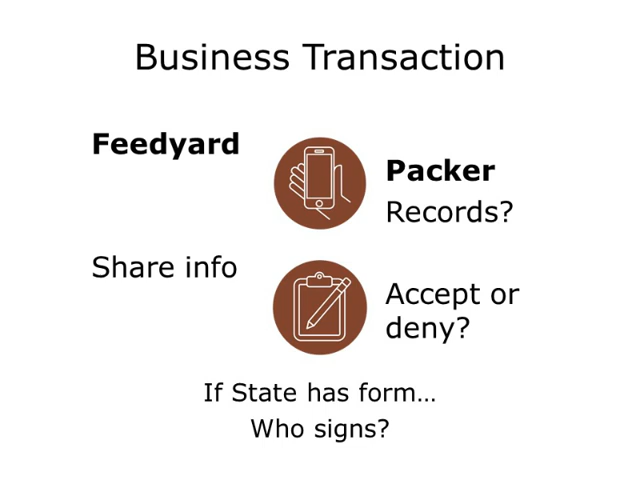 Business Transaction
Feedyard
Packer
Records?
Share info
Accept or
deny?
If State has form…
Who signs?